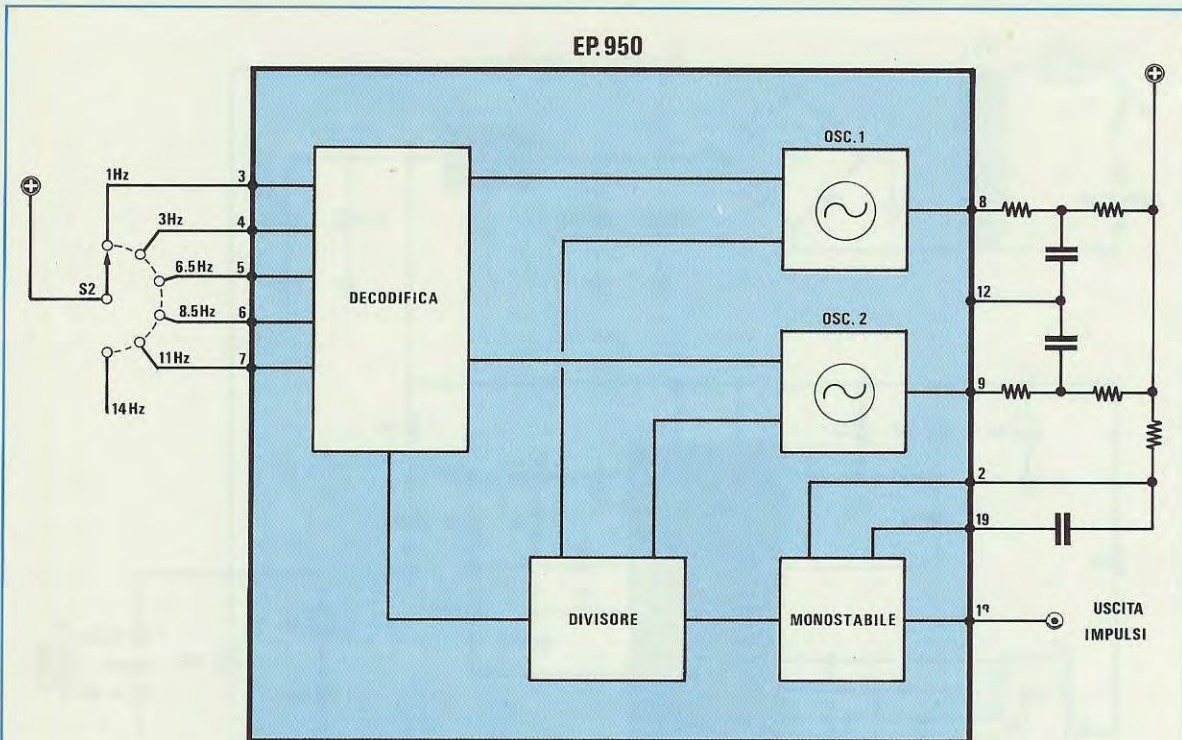 EP.950
1Hz
3
3Hz
4
6.5Hz
5
8.5Hz
6
11Hz
7
14Hz
S2
DECODIFICA
OSC.1
8
12
OSC. 2
9
2
19
DIVISORE
MONOSTABILE
USCITA
IMPULSI